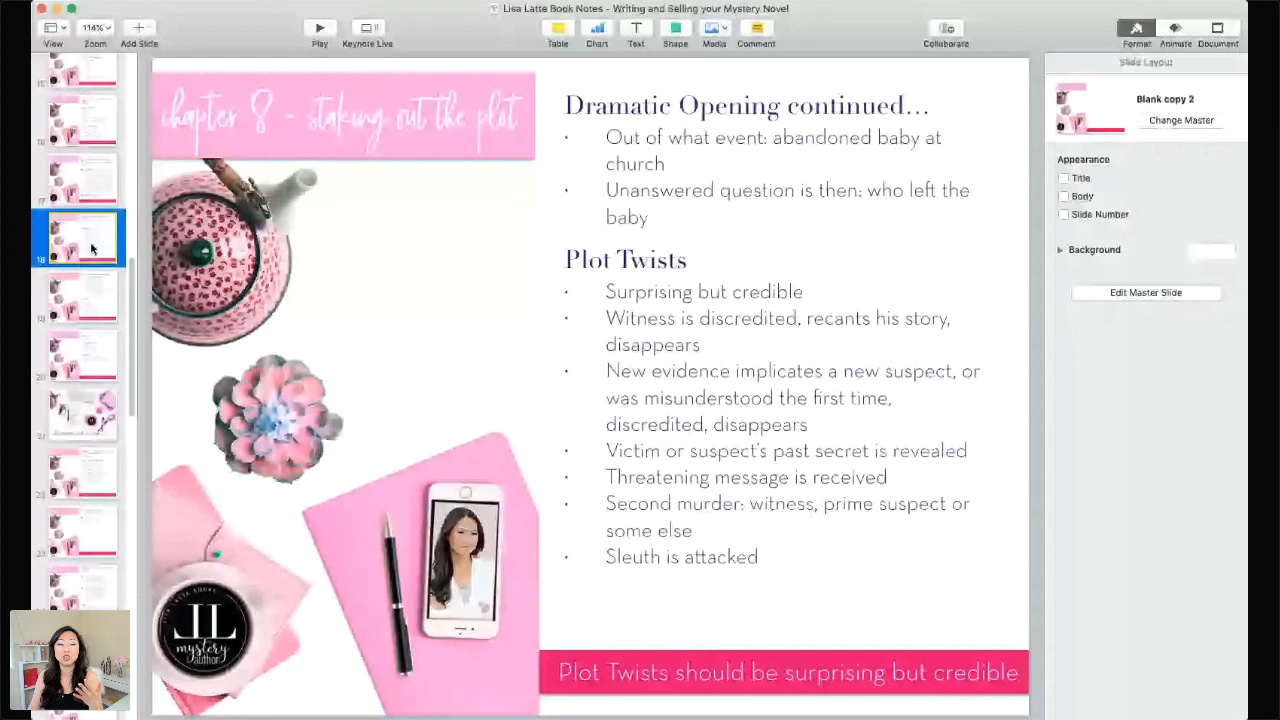 Lisa Latte Book Notes - Writing and Selling your Mystery Novel
114%
View
Zoom
Add Slide
Play
Keynote Live
Table
Chart
Text
Shape
Media
Comment
Collaborate
Format
Animate
Document
Slide Layout
Blank copy 2
Change Master
Appearance
Title
Body
Slide Number
Background
Edit Master Slide
chapter 8 - staking out the plot
Dramatic Opening continued...
• Out of what event: abandoned baby at
church
• Unanswered question is then: who left the
baby
Plot Twists
• Surprising but credible
• Witness is discredited, recants his story,
disappears
• New evidence implicates a new suspect, or
was misunderstood the first time,
discredited, disappears
• Victim or suspect's past secret is revealed
• Threatening message is received
• Second murder: witness, prime suspect or
some else
• Sleuth is attacked
LL
mystery
author
Plot Twists should be surprising but credible